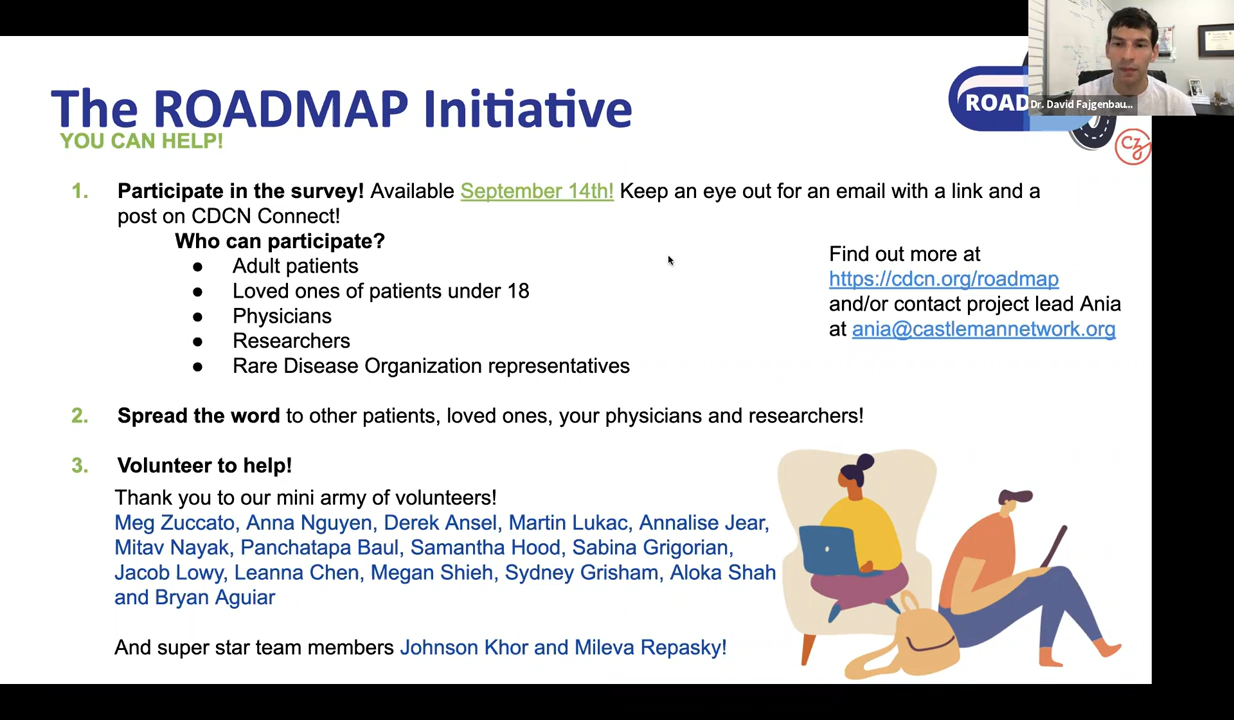 The ROADMAP Initiative
ROAD
Dr. David Fajgenbau...
YOU CAN HELP!
CZ
1. Participate in the survey! Available September 14th! Keep an eye out for an email with a link and a
post on CDCN Connect!
Who can participate?
● Adult patients
● Loved ones of patients under 18
● Physicians
● Researchers
● Rare Disease Organization representatives
Find out more at
https://cdcn.org/roadmap
and/or contact project lead Ania
at ania@castlemannetwork.org
2. Spread the word to other patients, loved ones, your physicians and researchers!
3. Volunteer to help!
Thank you to our mini army of volunteers!
Meg Zuccato, Anna Nguyen, Derek Ansel, Martin Lukac, Annalise Jear,
Mitav Nayak, Panchatapa Baul, Samantha Hood, Sabina Grigorian,
Jacob Lowy, Leanna Chen, Megan Shieh, Sydney Grisham, Aloka Shah
and Bryan Aguiar
And super star team members Johnson Khor and Mileva Repasky!